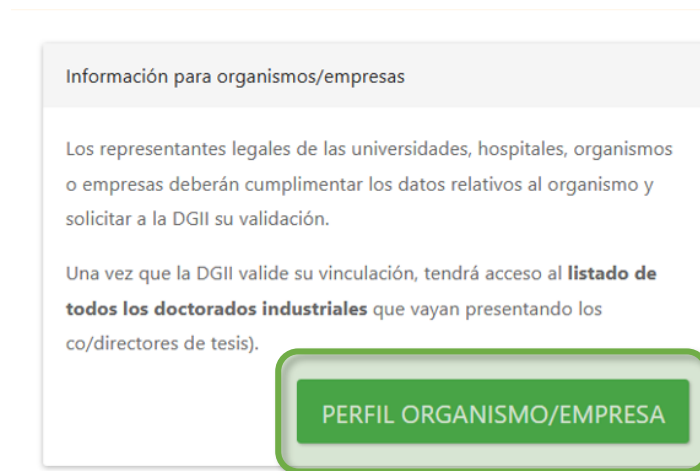 Información para organismos/empresas
Los representantes legales de las universidades, hospitales, organismos
o empresas deberán cumplimentar los datos relativos al organismo y
solicitar a la DGII su validación.
Una vez que la DGII valide su vinculación, tendrá acceso al listado de
todos los doctorados industriales que vayan presentando los
co/directores de tesis).
PERFIL ORGANISMO/EMPRESA